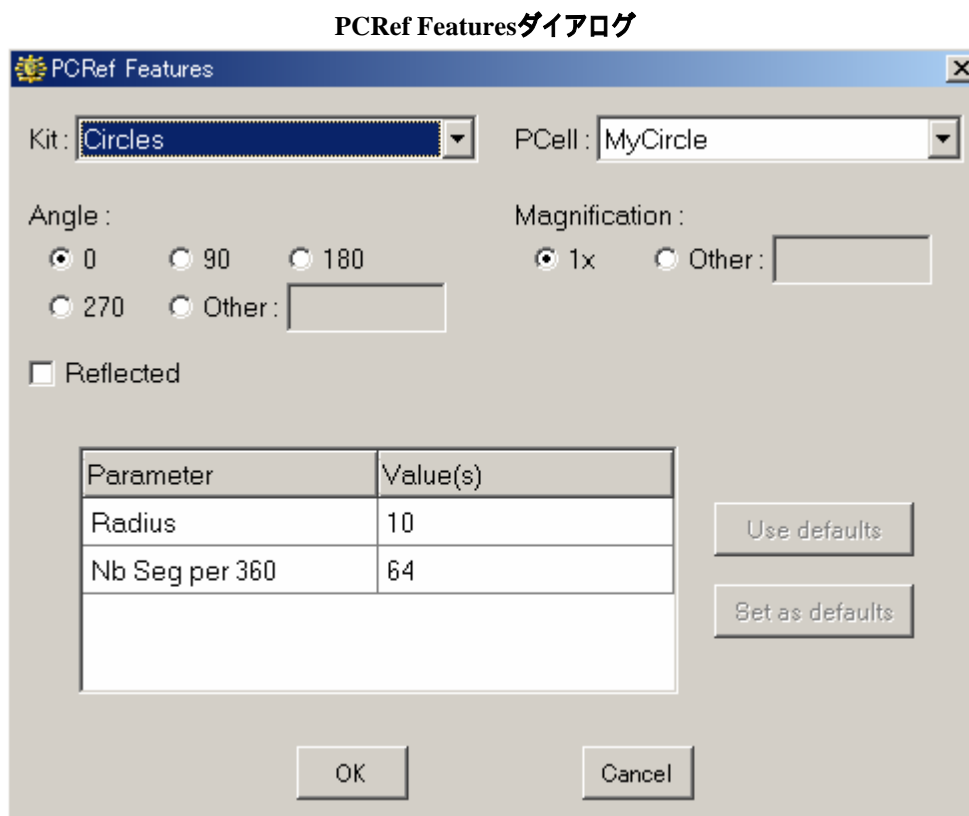 PCRef Featuresダイアログ
PCRef Features
Kit : Circles PCell : MyCircle
Angle : Magnification :
0 90 180 1x Other :
270 Other :
Reflected
Parameter Value(s)
Radius 10
Nb Seg per 360 64
Use defaults
Set as defaults
OK Cancel